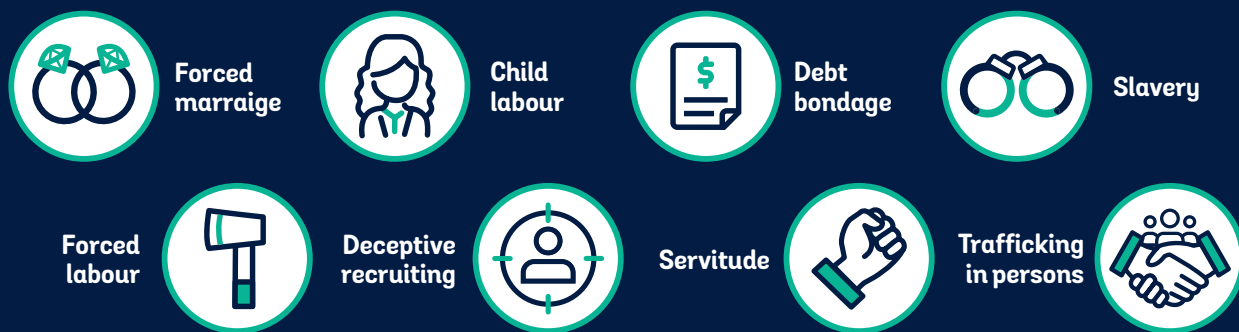 Forced
marraige
Child
labour
Debt
bondage
Slavery
Forced
labour
Deceptive
recruiting
Servitude
Trafficking
in persons